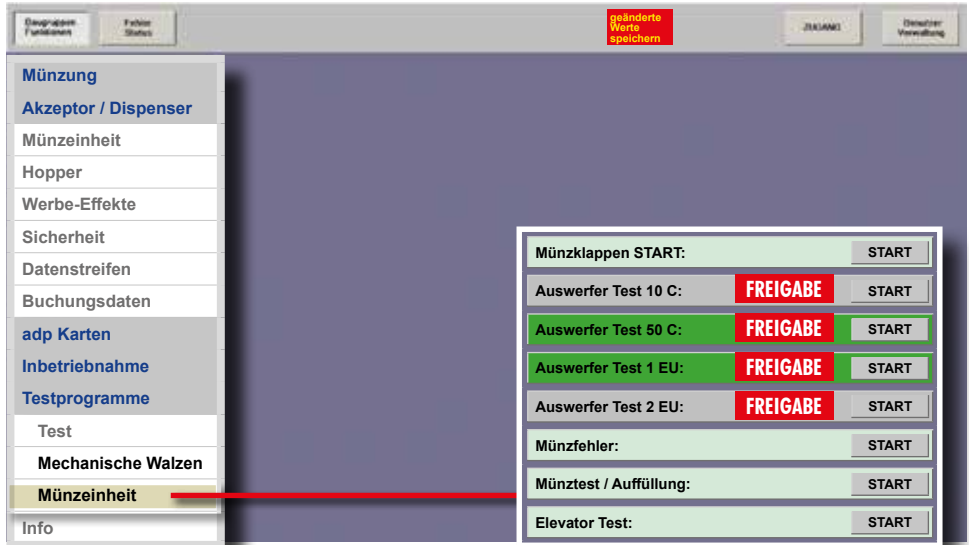 Baugruppen
Funktionen
Fehler
Status
geänderte
Werte
speichern
ZUGANG
Benutzer
Verwaltung
Münzung
Akzeptor / Dispenser
Münzeinheit
Hopper
Werbe-Effekte
Sicherheit
Datenstreifen
Buchungsdaten
adp Karten
Inbetriebnahme
Testprogramme
Test
Mechanische Walzen
Münzeinheit
Info
Münzklappen START: START
Auswerfer Test 10 C: FREIGABE START
Auswerfer Test 50 C: FREIGABE START
Auswerfer Test 1 EU: FREIGABE START
Auswerfer Test 2 EU: FREIGABE START
Münzfehler: START
Münztest / Auffüllung: START
Elevator Test: START